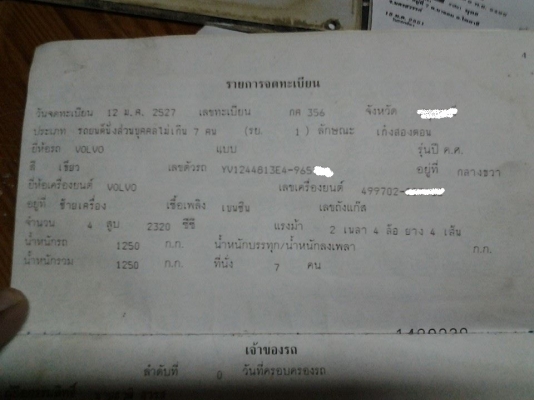 รายการจดทะเบียน
วันจดทะเบียน 12 ม.ค. 2527 เลขทะเบียน กค 356 จังหวัด
ประเภท รถยนต์นั่งส่วนบุคคลไม่เกิน 7 คน (รย. 1) ลักษณะ เก๋งสองตอน
ยี่ห้อรถ VOLVO แบบ รุ่นปี ค.ศ.
สี เขียว เลขตัวรถ YV1244813E4-965 อยู่ที่ กลางขวา
ยี่ห้อเครื่องยนต์ VOLVO เลขเครื่องยนต์ 499702-
อยู่ที่ ซ้ายเครื่อง เชื้อเพลิง เบนซิน เลขถังแก๊ส
จำนวน 4 สูบ 2320 ซีซี แรงม้า 2 เพลา 4 ล้อ ยาง 4 เส้น
น้ำหนักรถ 1250 ก.ก. น้ำหนักบรรทุก/น้ำหนักลงเพลา ก.ก.
น้ำหนักรวม 1250 ก.ก. ที่นั่ง 7 คน
เจ้าของรถ
ลำดับที่ 0 วันที่ครอบครองรถ